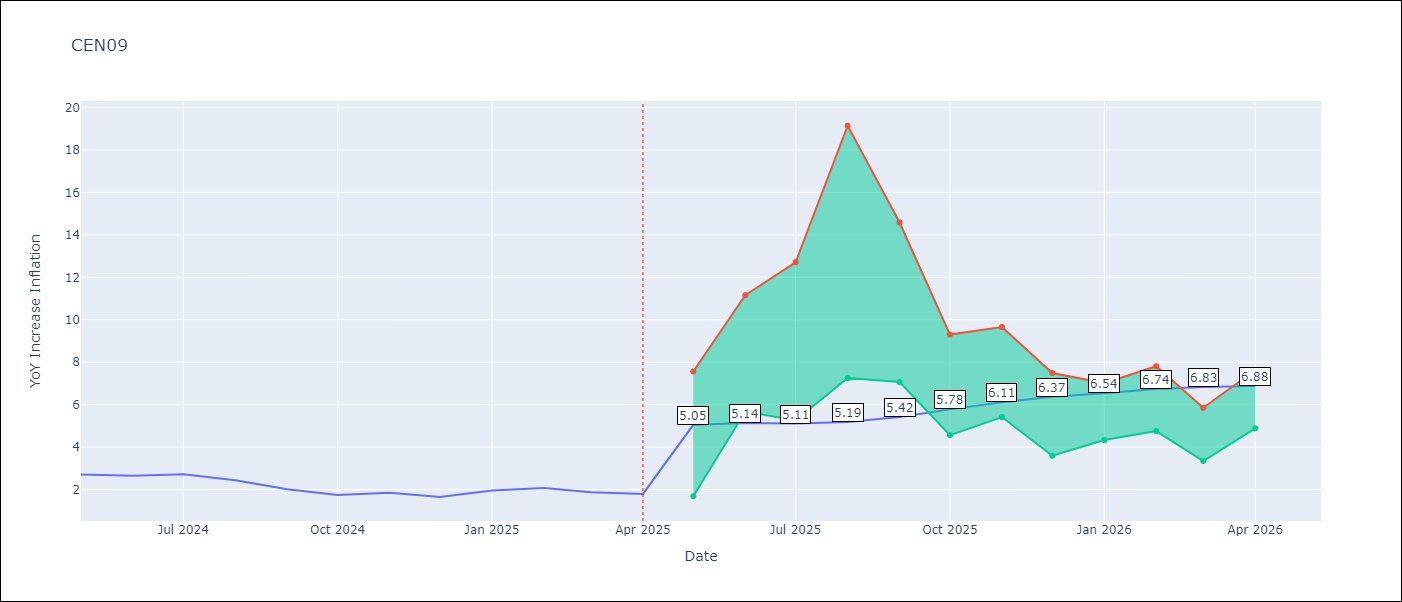 CEN09
20
18
16
14
12
10
8
6
4
2
YoY Increase Inflation
5.05
5.14
5.11
5.19
5.42
5.78
6.11
6.37
6.54
6.74
6.83
6.88
Jul 2024
Oct 2024
Jan 2025
Apr 2025
Jul 2025
Oct 2025
Jan 2026
Apr 2026
Date